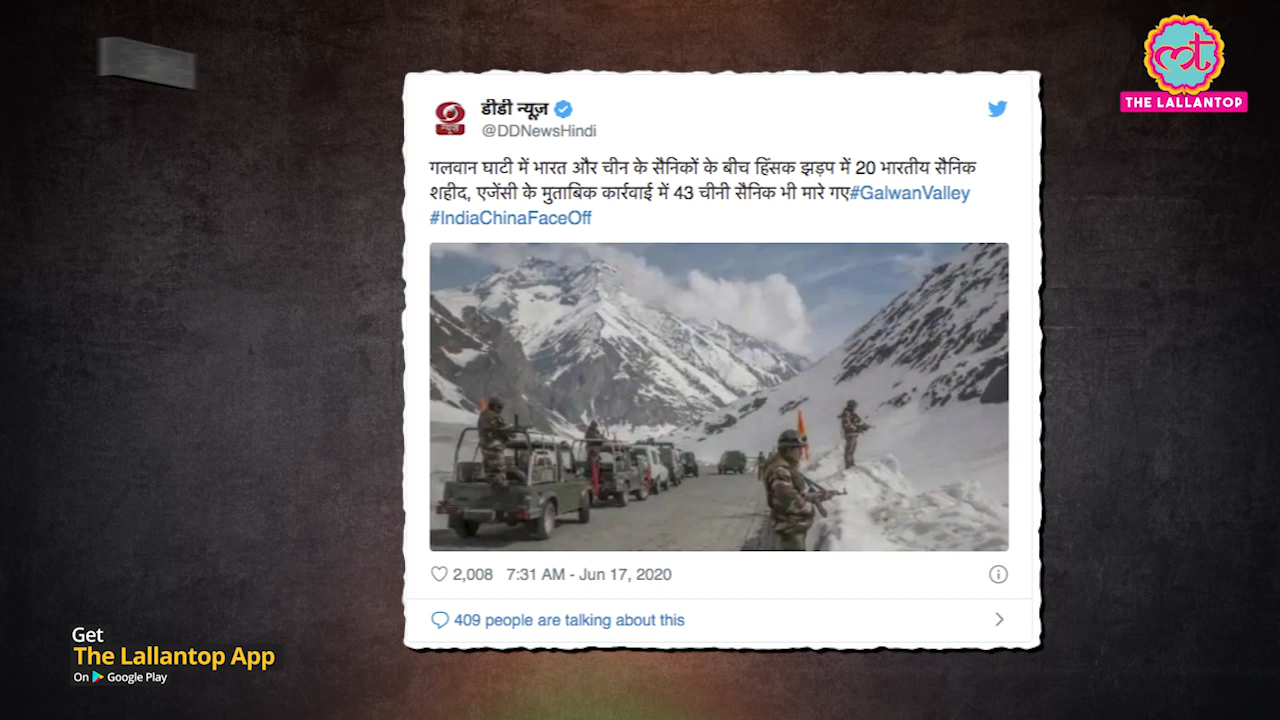 THE LALLANTOP
डीडी न्यूज़
@DDNewsHindi
गलवान घाटी में भारत और चीन के सैनिकों के बीच हिंसक झड़प में 20 भारतीय सैनिक
शहीद, एजेंसी के मुताबिक कार्रवाई में 43 चीनी सैनिक भी मारे गए#GalwanValley
#IndiaChinaFaceOff
2,008 7:31 AM - Jun 17, 2020
409 people are talking about this
Get
The Lallantop App
On Google Play